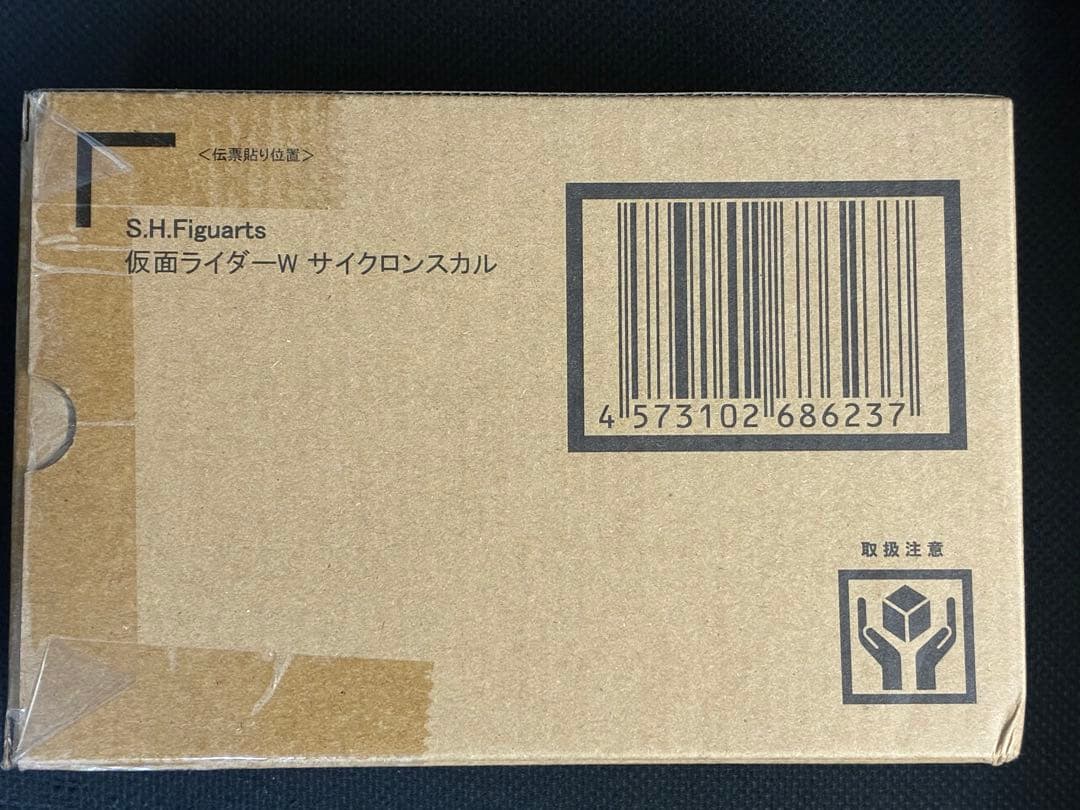 ＜伝票貼り位置＞
S.H.Figuarts
仮面ライダーW サイクロンスカル
4 573102 686237
取扱注意